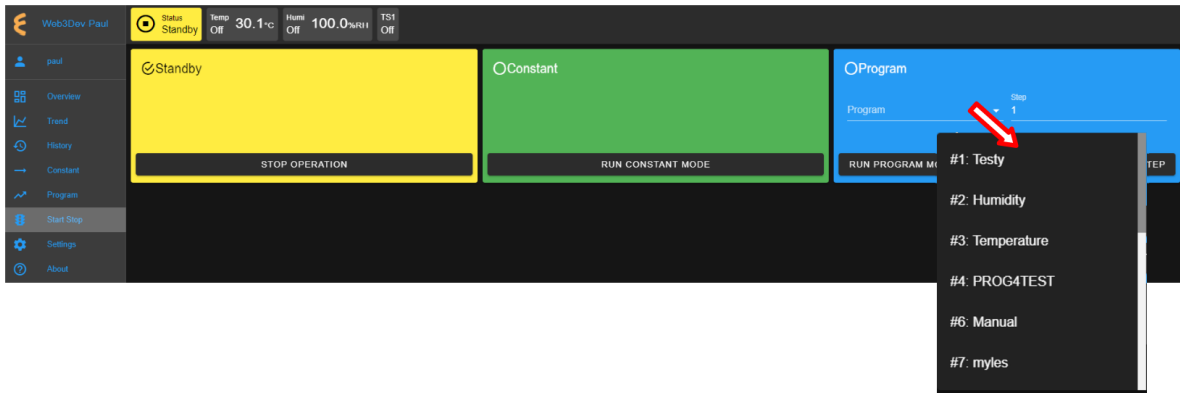 Web3Dev Paul
Status
Standby
Temp
Off
30.1°C
Humi
Off
100.0%RH
TS1
Off
paul
Overview
Trend
History
Constant
Program
Start Stop
Settings
About
Standby
STOP OPERATION
Constant
RUN CONSTANT MODE
Program
Program
Step
1
RUN PROGRAM
TEP
#1: Testy
#2: Humidity
#3: Temperature
#4: PROG4TEST
#6: Manual
#7: myles